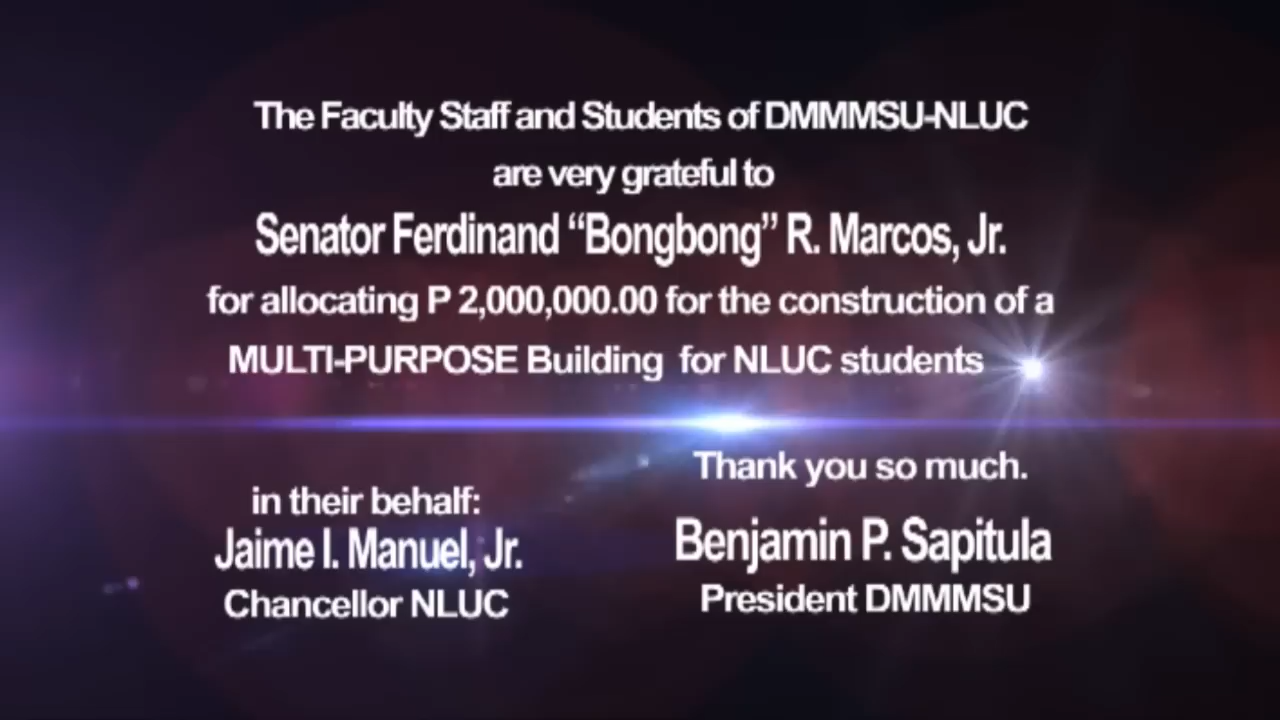 The Faculty Staff and Students of DMMMSU-NLUC
are very grateful to
Senator Ferdinand “Bongbong” R. Marcos, Jr.
for allocating P 2,000,000.00 for the construction of a
MULTI-PURPOSE Building for NLUC students
Thank you so much.
in their behalf:
Jaime I. Manuel, Jr.
Chancellor NLUC
Benjamin P. Sapitula
President DMMMSU